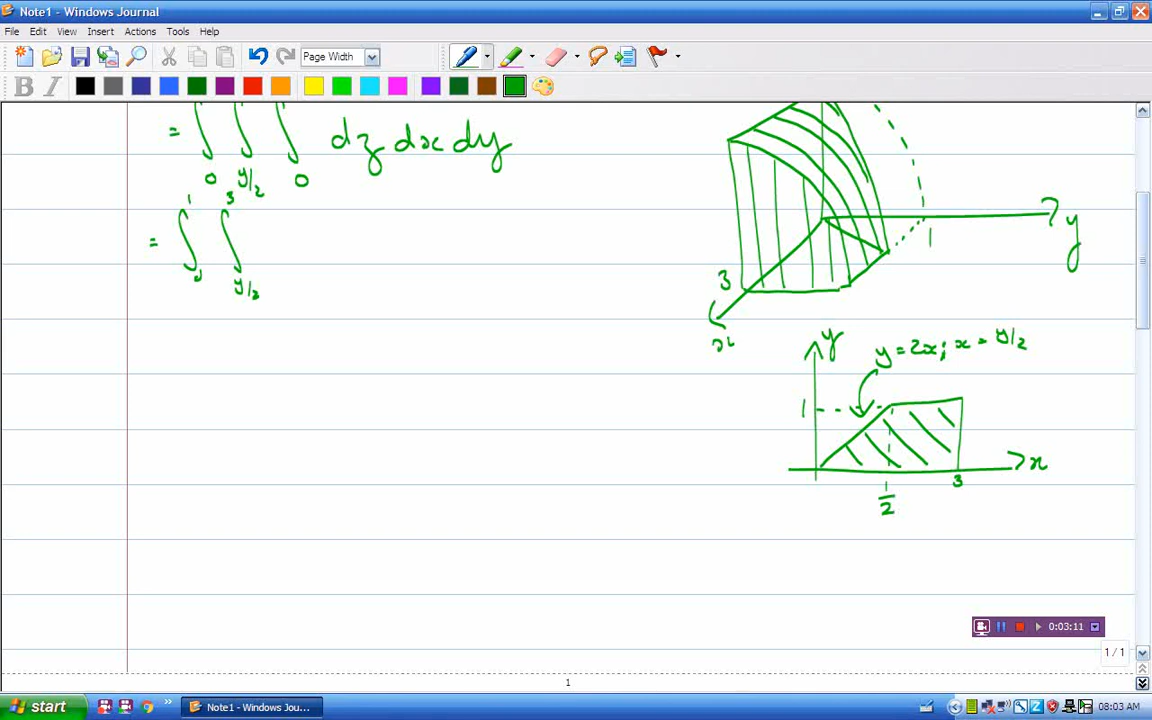 Note1 - Windows Journal
File Edit View Insert Actions Tools Help
Page Width
B I
= ∫ ∫ ∫ dz dx dy
0 y/2 0
1 3
= ∫ ∫
0 y/2
y
1
3
x
y
y = 2x; x = y/2
1
x
1/2
3
0:03:11
1 / 1
1
start
Note1 - Windows Jou...
08:03 AM